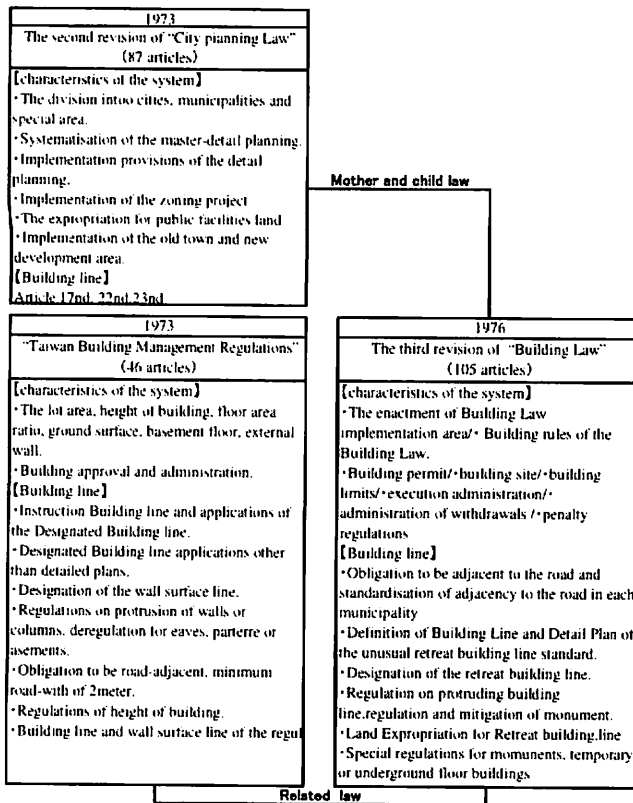 1973
The second revision of "City pianning Law"
(87 articles)
【characteristics of the system】
・The division intoo cities, municipalities and
special area.
・Systematisation of the master-detail planning.
・Implementation provisions of the detail
planning.
・Implementation of the zoning project
・The expropriation for public facilities land
・Implementation of the old town and new
development area.
【Building line】
Article 17nd, 22nd,23nd
Mother and child law
1973
"Taiwan Building Management Regulations"
(46 articles)
【characteristics of the system】
・The lot area, height of building, floor area
ratio, ground surface, basement floor, external
wall.
・Building approval and administration.
【Building line】
・Instruction Building line and applications of
the Designated Building line.
・Designated Building line applications other
than detailed plans.
・Designation of the wall surface line.
・Regulations on protrusion of walls or
columns, deregulation for eaves, parterre or
asements.
・Obligation to be road-adjacent, minimum
road-with of 2meter.
・Regulations of height of building.
・Building line and wall surface line of the regul
1976
The third revision of "Building Law"
(105 articles)
【characteristics of the system】
・The enactment of Building Law
implementation area/・ Building rules of the
Building Law.
・Building permit/・building site/・building
limits/・execution administration/・
administration of withdrawals /・penalty
regulations
【Building line】
・Obligation to be adjacent to the road and
standardisation of adjacency to the road in each
municipality
・Definition of Building Line and Detail Plan of
the unusual retreat building line standard.
・Designation of the retreat building line.
・Regulation on protruding building
line,regulation and mitigation of monument.
・Land Expropriation for Retreat building.line
・Special regulations for momunents, temporary
or underground floor buildings
Related law